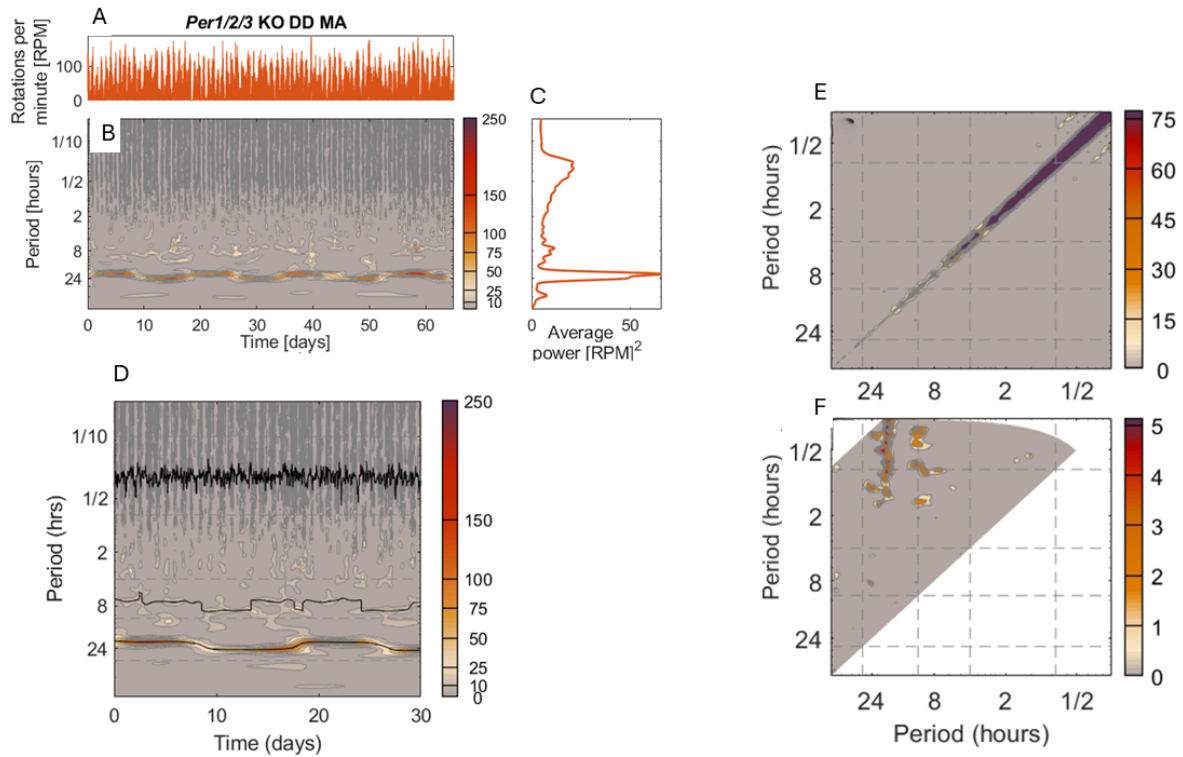 A
Per1/2/3 KO DD MA
Rotations per
minute [RPM]
100
0
B
Period [hours]
1/10
1/2
2
8
24
0 10 20 30 40 50 60
Time [days]
250
200
150
100
75
50
25
10
C
0 50
Average
power [RPM]2
D
Period (hrs)
1/10
1/2
2
8
24
0 10 20 30
Time (days)
250
150
100
75
50
25
10
0
E
Period (hours)
1/2
2
8
24
24 8 2 1/2
75
60
45
30
15
0
F
Period (hours)
1/2
2
8
24
24 8 2 1/2
Period (hours)
5
4
3
2
1
0